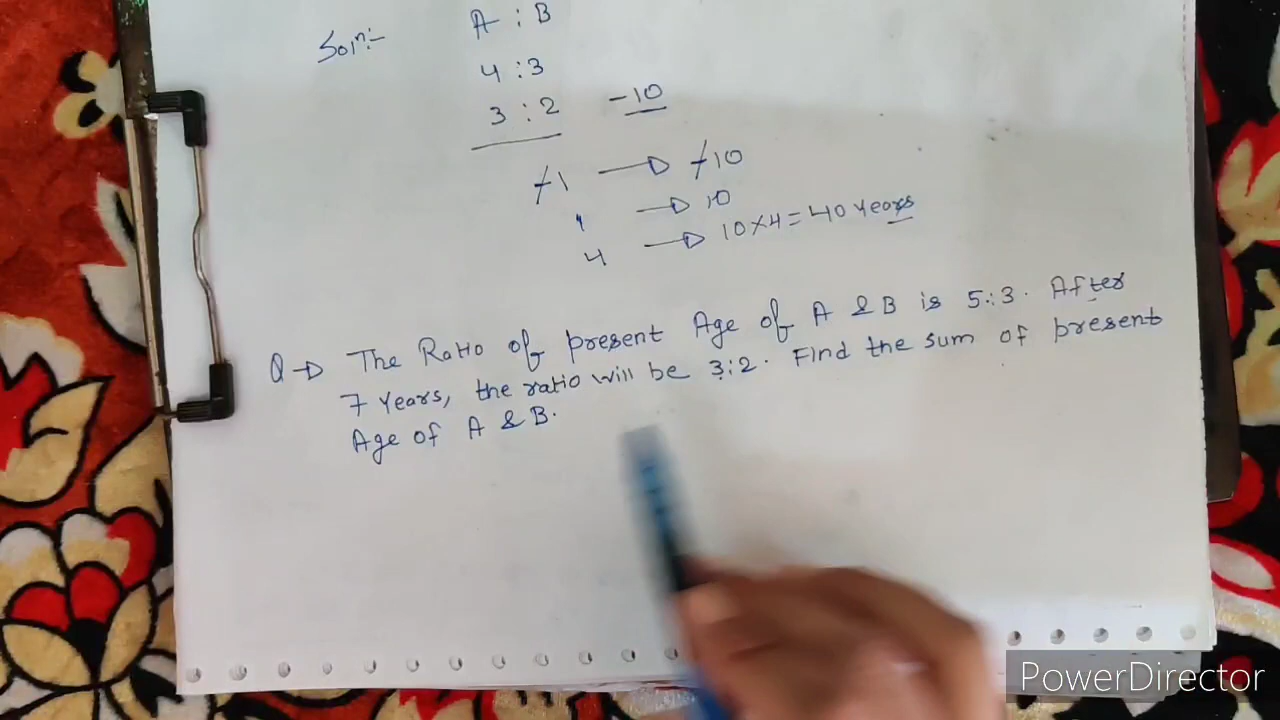 Soln:-
A : B
4 : 3
3 : 2 -10
-1 → -10
1 → 10
4 → 10×4 = 40 Years
Q → The Ratio of present Age of A & B is 5:3. After
7 Years, the ratio will be 3:2. Find the sum of present
Age of A & B.
PowerDirector